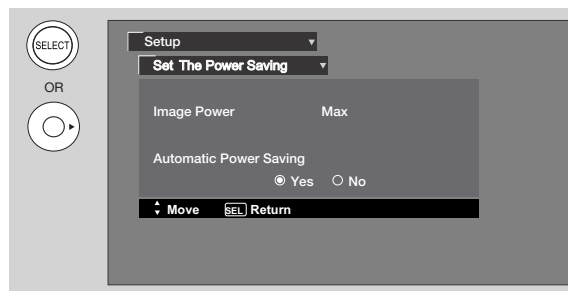 SELECT
OR
Setup
Set The Power Saving
Image Power Max
Automatic Power Saving
Yes No
Move SEL Return